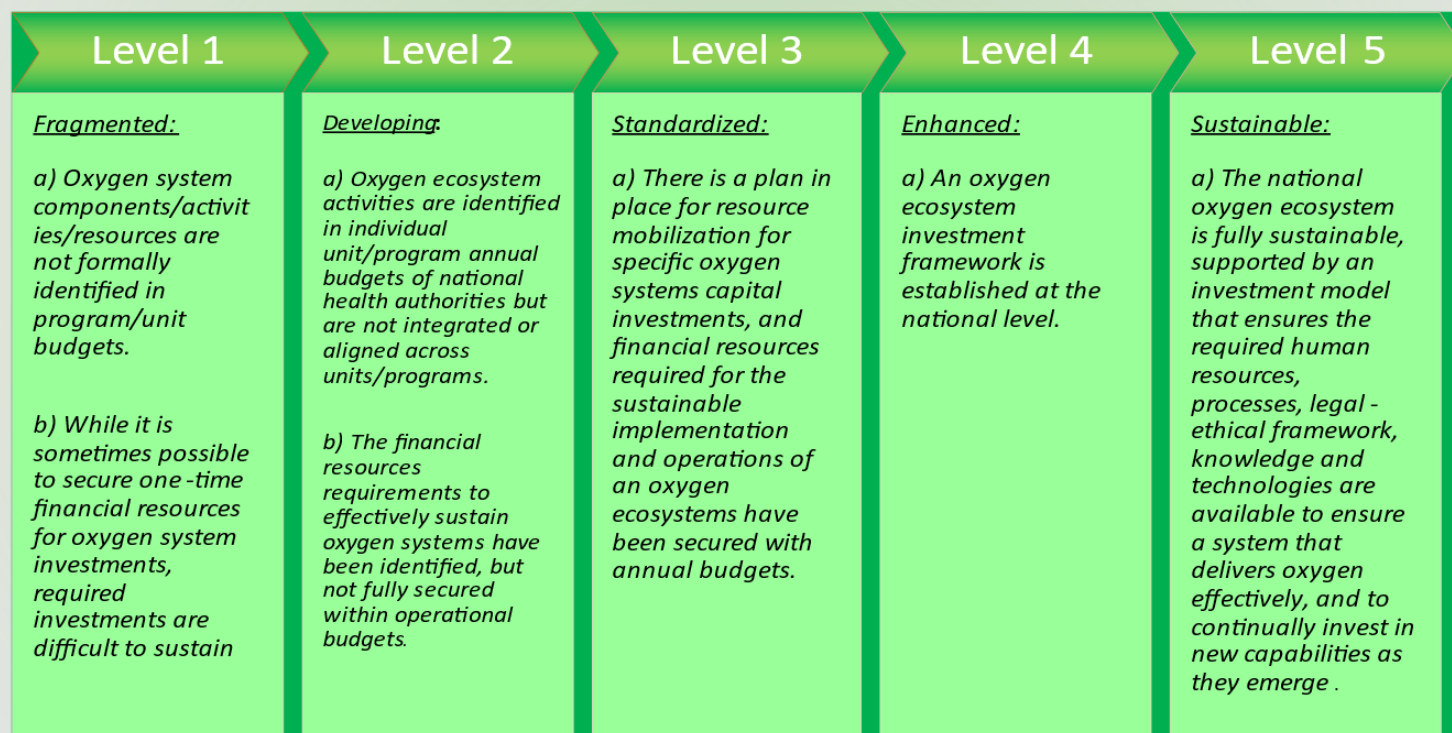 Level 1
Level 2
Level 3
Level 4
Level 5
Fragmented:
a) Oxygen system
components/activit
ies/resources are
not formally
identified in
program/unit
budgets.
b) While it is
sometimes possible
to secure one -time
financial resources
for oxygen system
investments,
required
investments are
difficult to sustain
Developing:
a) Oxygen ecosystem
activities are identified
in individual
unit/program annual
budgets of national
health authorities but
are not integrated or
aligned across
units/programs.
b) The financial
resources
requirements to
effectively sustain
oxygen systems have
been identified, but
not fully secured
within operational
budgets.
Standardized:
a) There is a plan in
place for resource
mobilization for
specific oxygen
systems capital
investments, and
financial resources
required for the
sustainable
implementation
and operations of
an oxygen
ecosystems have
been secured with
annual budgets.
Enhanced:
a) An oxygen
ecosystem
investment
framework is
established at the
national level.
Sustainable:
a) The national
oxygen ecosystem
is fully sustainable,
supported by an
investment model
that ensures the
required human
resources,
processes, legal -
ethical framework,
knowledge and
technologies are
available to ensure
a system that
delivers oxygen
effectively, and to
continually invest in
new capabilities as
they emerge .